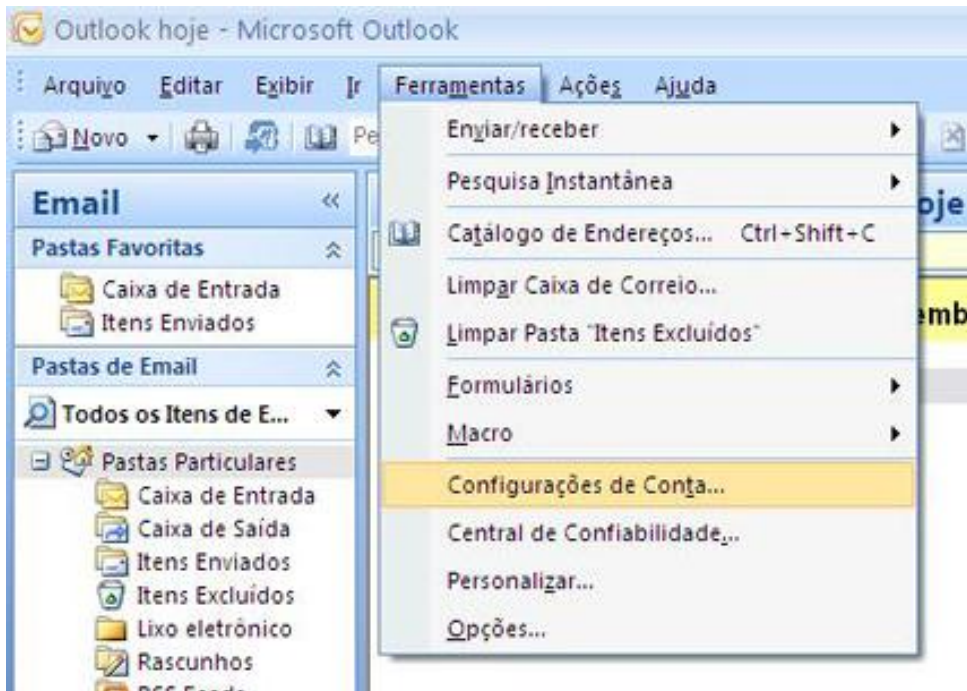 Outlook hoje - Microsoft Outlook
Arquivo Editar Exibir Ir Ferramentas Ações Ajuda
Novo
Enviar/receber
Pesquisa Instantânea
Catálogo de Endereços... Ctrl+Shift+C
Limpar Caixa de Correio...
Limpar Pasta "Itens Excluídos"
Formulários
Macro
Configurações de Conta...
Central de Confiabilidade...
Personalizar...
Opções...
Email
Pastas Favoritas
Caixa de Entrada
Itens Enviados
Pastas de Email
Todos os Itens de E...
Pastas Particulares
Caixa de Entrada
Caixa de Saída
Itens Enviados
Itens Excluídos
Lixo eletrônico
Rascunhos